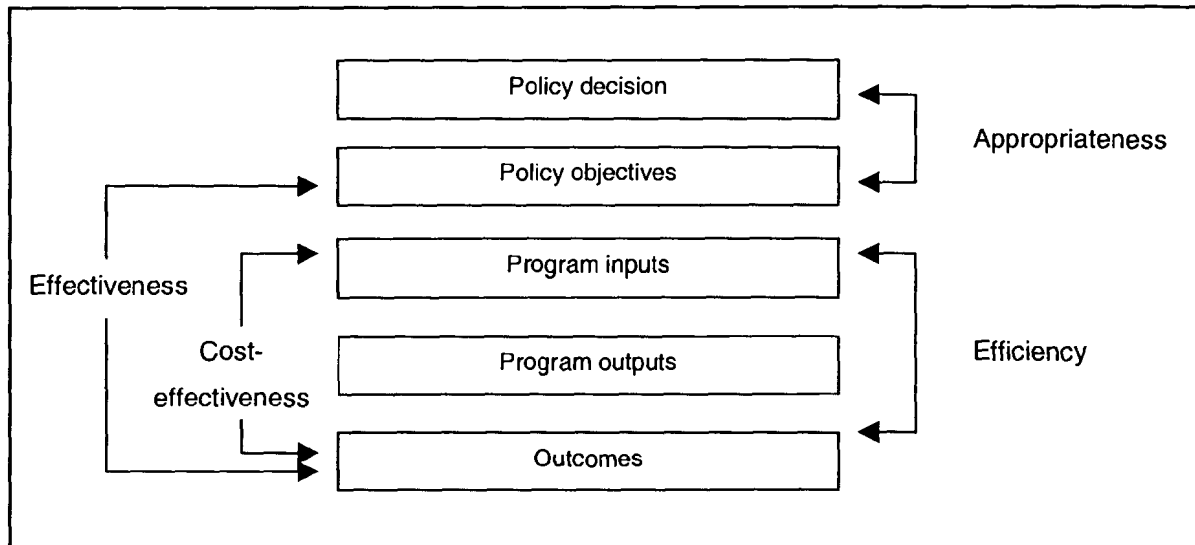 Policy decision
Appropriateness
Policy objectives
Program inputs
Effectiveness
Cost-
effectiveness
Program outputs
Efficiency
Outcomes